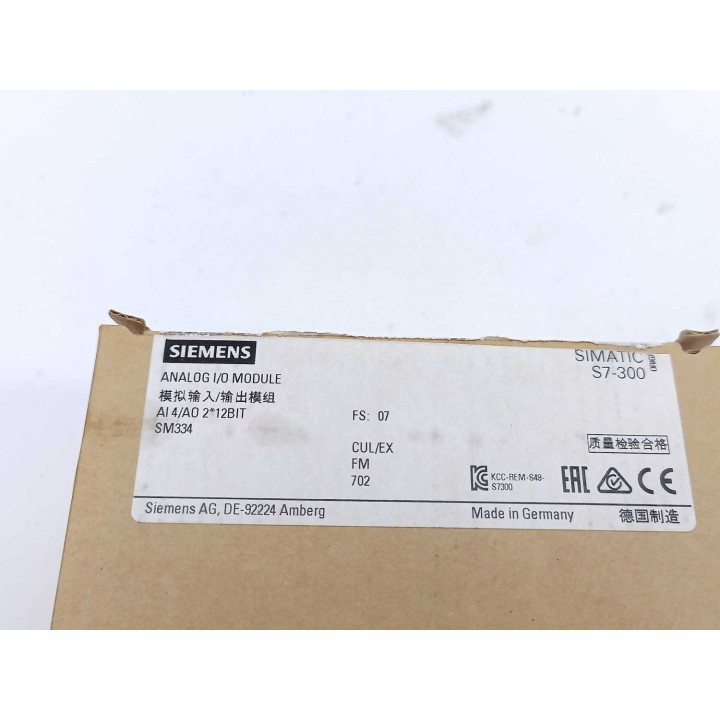 SIEMENS
ANALOG I/O MODULE
模拟输入/输出模组
AI 4/AO 2*12BIT
SM334
FS: 07
CUL/EX
FM
702
SIMATIC
S7-300
质量检验合格
KCC-REM-S49-
S7300
EAC
CE
Siemens AG, DE-92224 Amberg
Made in Germany
德国制造